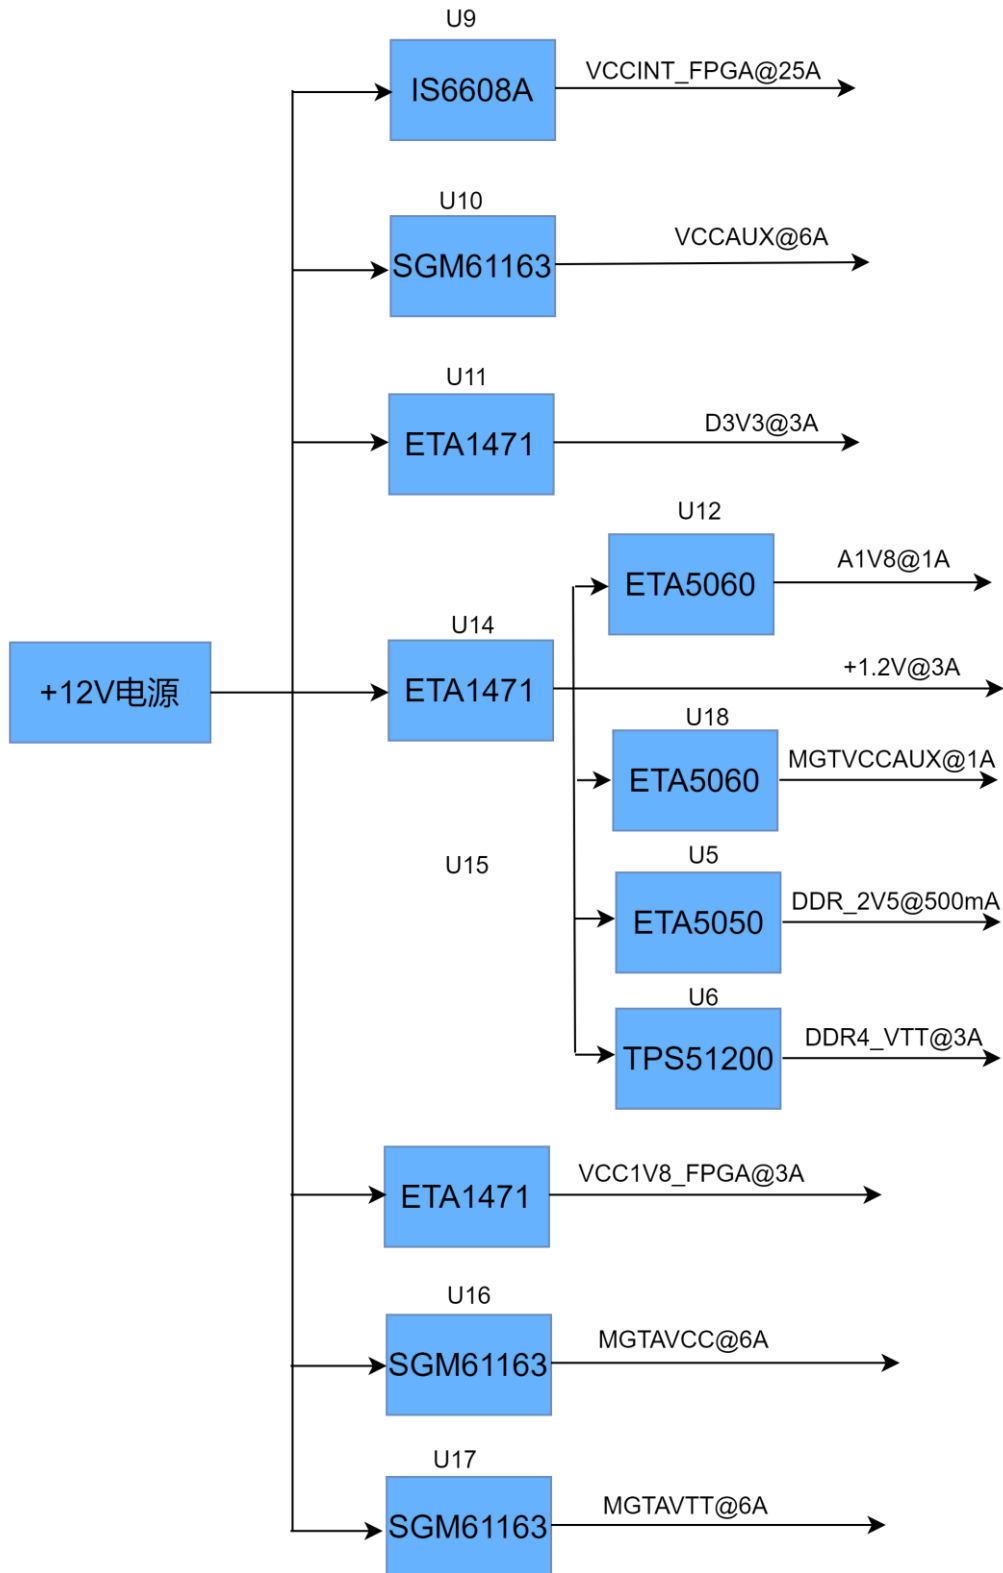 U9
IS6608A
VCCINT_FPGA@25A
U10
SGM61163
VCCAUX@6A
U11
ETA1471
D3V3@3A
U12
ETA5060
A1V8@1A
+12V电源
U14
ETA1471
+1.2V@3A
U18
ETA5060
MGTVCCAUX@1A
U15
U5
ETA5050
DDR_2V5@500mA
U6
TPS51200
DDR4_VTT@3A
ETA1471
VCC1V8_FPGA@3A
U16
SGM61163
MGTAVCC@6A
U17
SGM61163
MGTAVTT@6A